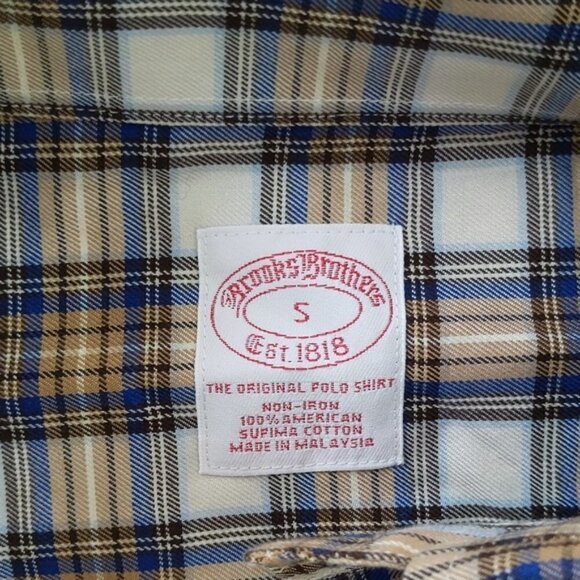 Brooks Brothers
S
Est. 1818
THE ORIGINAL POLO SHIRT
NON-IRON
100% AMERICAN
SUPIMA COTTON
MADE IN MALAYSIA